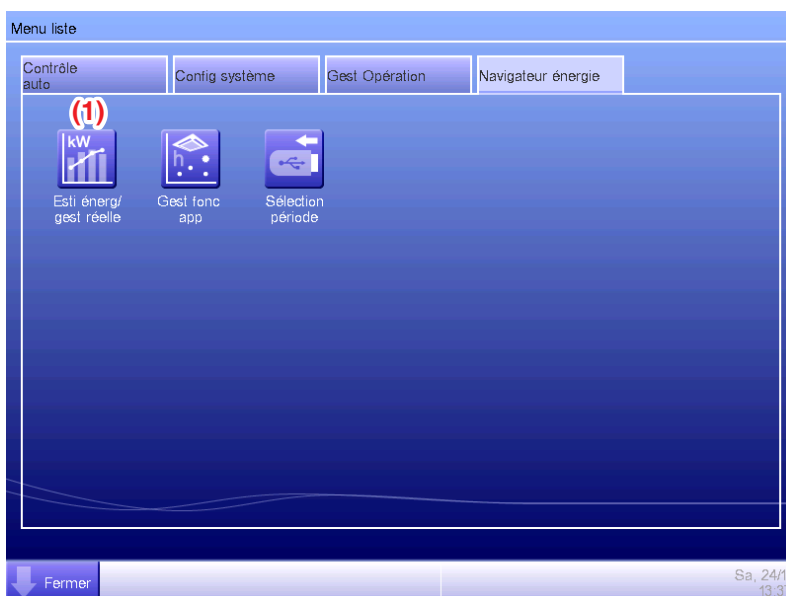 Menu liste
Contrôle
auto
Config système
Gest Opération
Navigateur énergie
(1)
kW
h
Esti énerg/
gest réelle
Gest fonc
app
Sélection
période
Fermer
Sa, 24/1
13:3